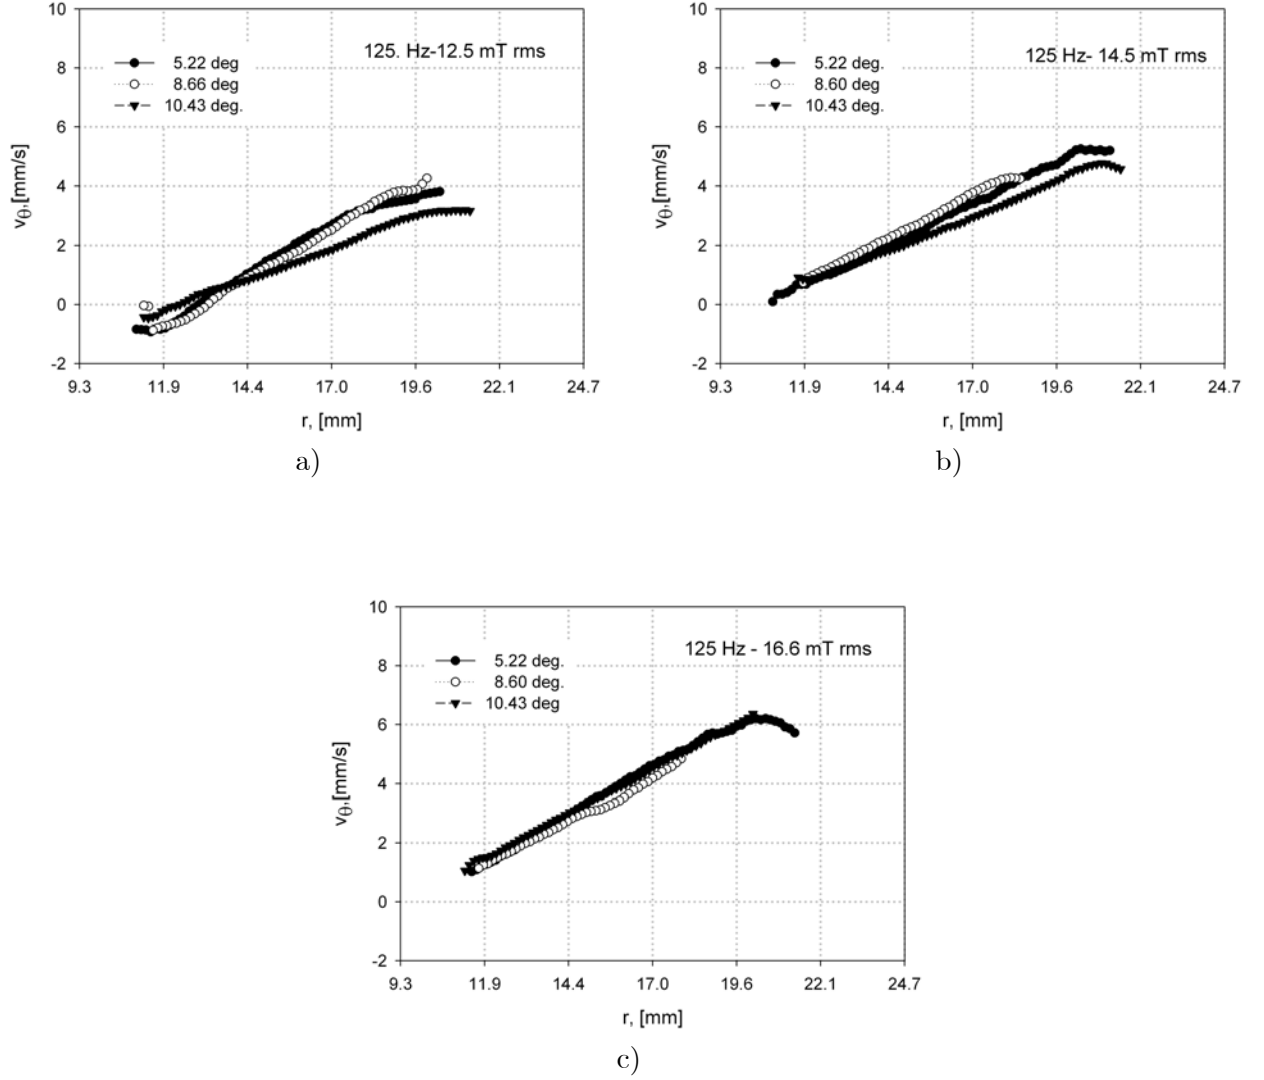 10
8
6
4
2
0
-2
125. Hz-12.5 mT rms
5.22 deg
8.66 deg
10.43 deg.
vθ,[mm/s]
9.3 11.9 14.4 17.0 19.6 22.1 24.7
r, [mm]
a)
10
8
6
4
2
0
-2
125 Hz- 14.5 mT rms
5.22 deg.
8.60 deg
10.43 deg.
vθ,[mm/s]
9.3 11.9 14.4 17.0 19.6 22.1 24.7
r, [mm]
b)
10
8
6
4
2
0
-2
125 Hz - 16.6 mT rms
5.22 deg.
8.60 deg.
10.43 deg
vθ,[mm/s]
9.3 11.9 14.4 17.0 19.6 22.1 24.7
r, [mm]
c)